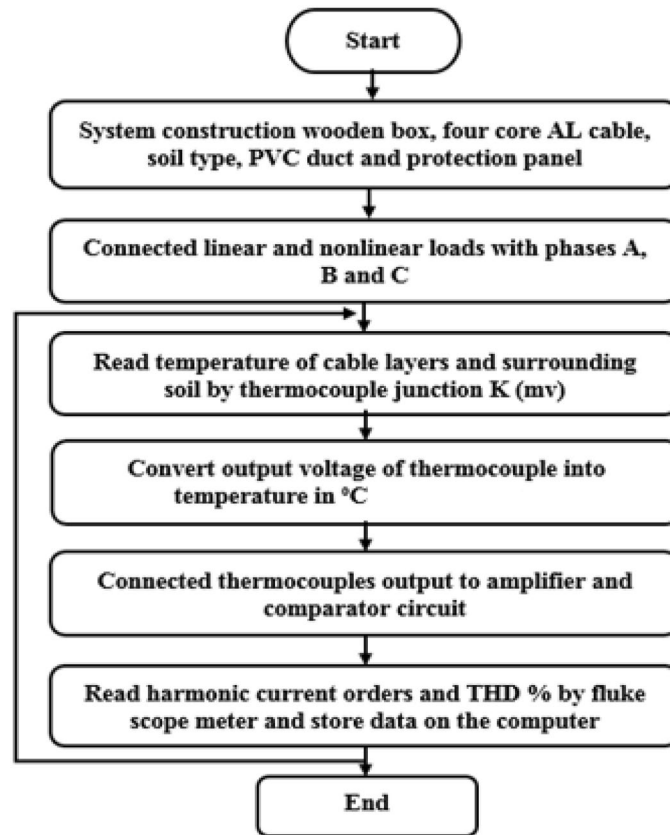 Start
System construction wooden box, four core AL cable,
soil type, PVC duct and protection panel
Connected linear and nonlinear loads with phases A,
B and C
Read temperature of cable layers and surrounding
soil by thermocouple junction K (mv)
Convert output voltage of thermocouple into
temperature in ºC
Connected thermocouples output to amplifier and
comparator circuit
Read harmonic current orders and THD % by fluke
scope meter and store data on the computer
End